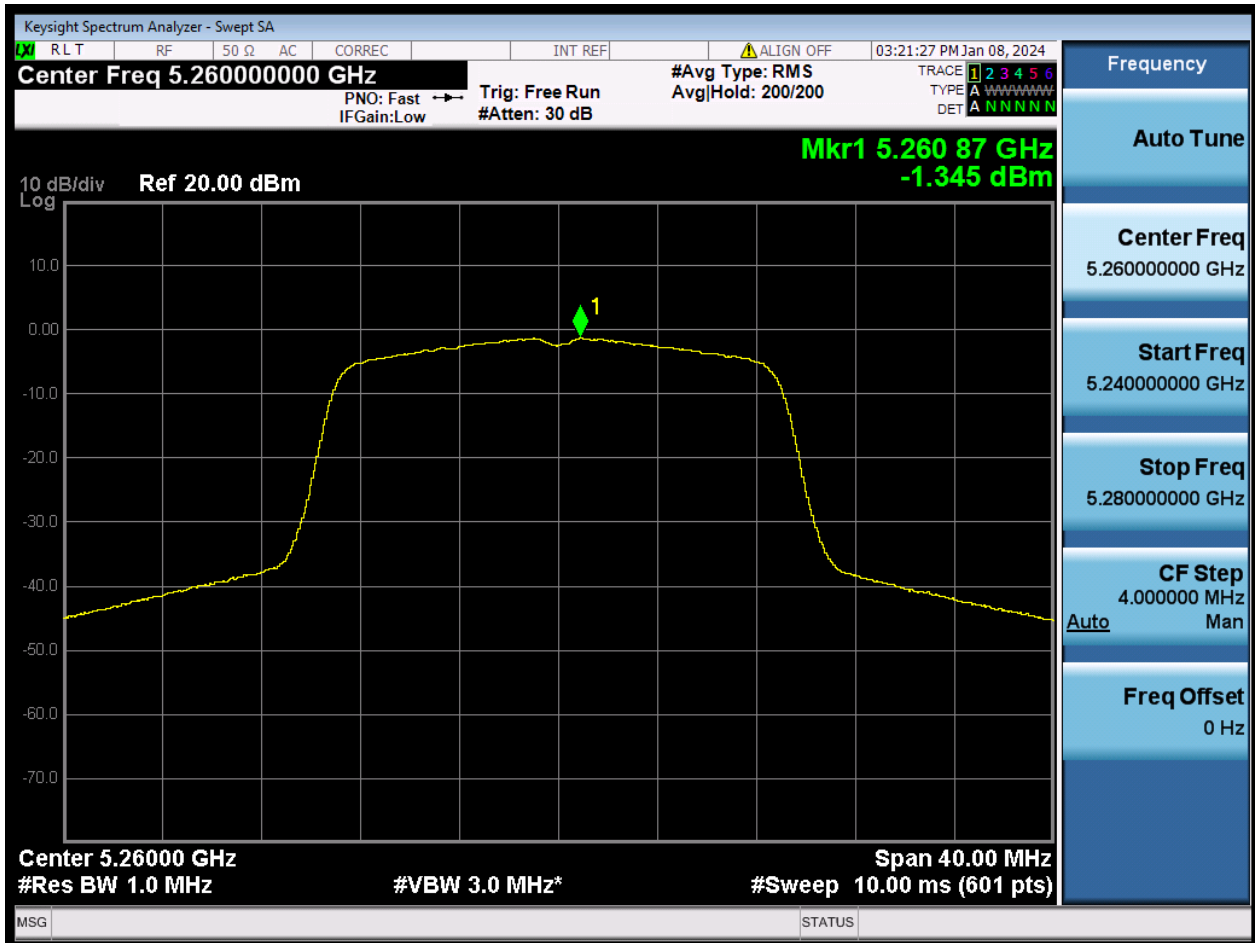 Keysight Spectrum Analyzer - Swept SA
LXI RLT RF 50 Ω AC CORREC INT REF ALIGN OFF 03:21:27 PM Jan 08, 2024
Center Freq 5.260000000 GHz
PNO: Fast
IFGain:Low
Trig: Free Run
#Atten: 30 dB
#Avg Type: RMS
Avg|Hold: 200/200
TRACE 1 2 3 4 5 6
TYPE A WWWWW
DET A N N N N N
Mkr1 5.260 87 GHz
-1.345 dBm
10 dB/div
Log
Ref 20.00 dBm
1
10.0
0.00
-10.0
-20.0
-30.0
-40.0
-50.0
-60.0
-70.0
Center 5.26000 GHz
Span 40.00 MHz
#Res BW 1.0 MHz
#VBW 3.0 MHz*
#Sweep 10.00 ms (601 pts)
MSG
STATUS
Frequency
Auto Tune
Center Freq
5.260000000 GHz
Start Freq
5.240000000 GHz
Stop Freq
5.280000000 GHz
CF Step
4.000000 MHz
Auto Man
Freq Offset
0 Hz